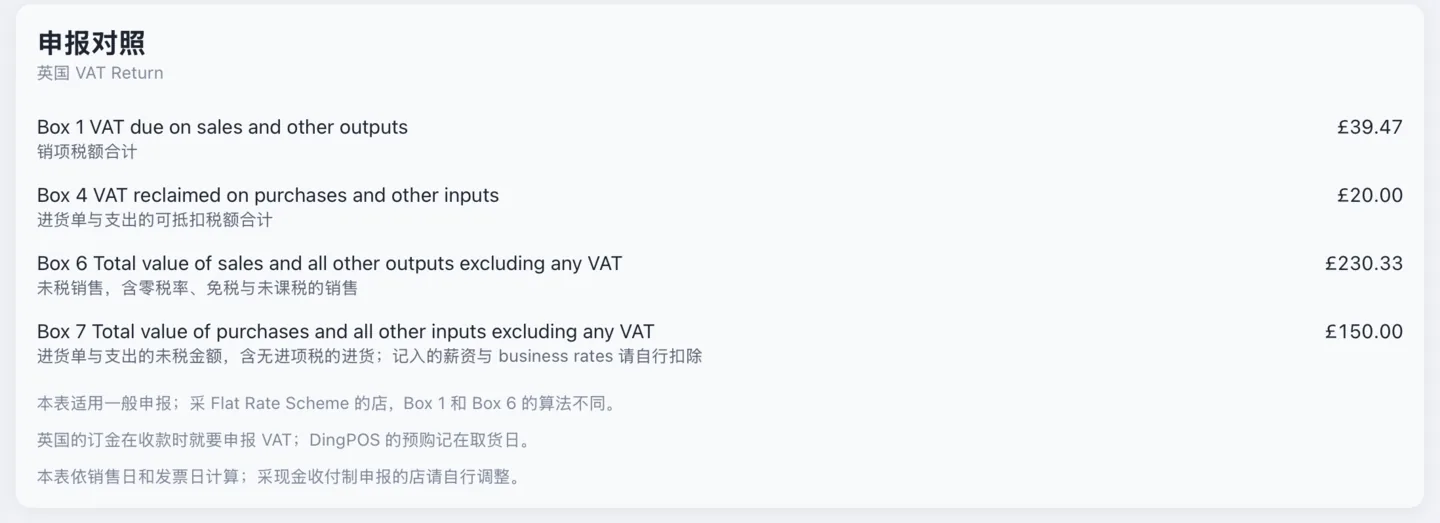 申报对照
英国 VAT Return
Box 1 VAT due on sales and other outputs £39.47
销项税额合计
Box 4 VAT reclaimed on purchases and other inputs £20.00
进货单与支出的可抵扣税额合计
Box 6 Total value of sales and all other outputs excluding any VAT £230.33
未税销售，含零税率、免税与未课税的销售
Box 7 Total value of purchases and all other inputs excluding any VAT £150.00
进货单与支出的未税金额，含无进项税的进货；记入的薪资与 business rates 请自行扣除
本表适用一般申报；采 Flat Rate Scheme 的店，Box 1 和 Box 6 的算法不同。
英国的订金在收款时就要申报 VAT；DingPOS 的预购记在取货日。
本表依销售日和发票日计算；采现金收付制申报的店请自行调整。